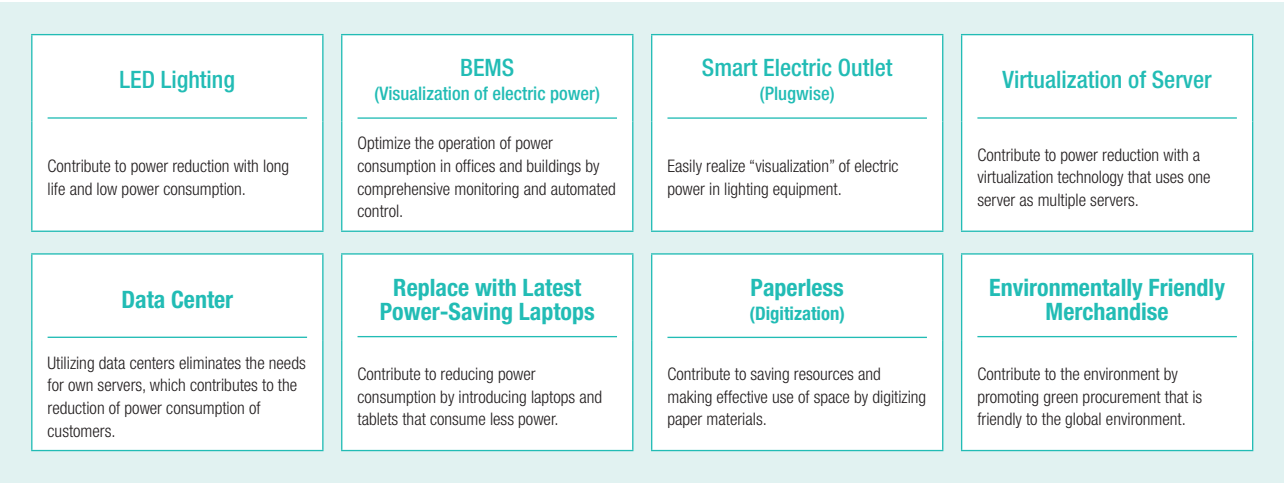 LED Lighting
Contribute to power reduction with long
life and low power consumption.
BEMS
(Visualization of electric power)
Optimize the operation of power
consumption in offices and buildings by
comprehensive monitoring and automated
control.
Smart Electric Outlet
(Plugwise)
Easily realize “visualization” of electric
power in lighting equipment.
Virtualization of Server
Contribute to power reduction with a
virtualization technology that uses one
server as multiple servers.
Data Center
Utilizing data centers eliminates the needs
for own servers, which contributes to the
reduction of power consumption of
customers.
Replace with Latest
Power-Saving Laptops
Contribute to reducing power
consumption by introducing laptops and
tablets that consume less power.
Paperless
(Digitization)
Contribute to saving resources and
making effective use of space by digitizing
paper materials.
Environmentally Friendly
Merchandise
Contribute to the environment by
promoting green procurement that is
friendly to the global environment.